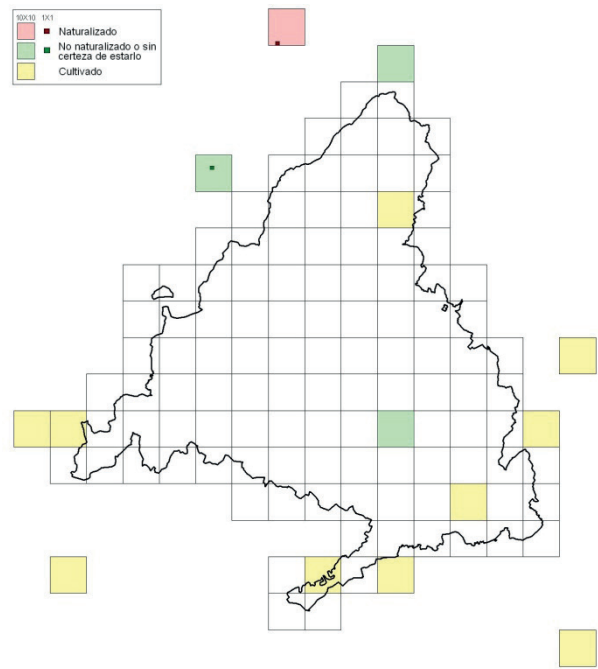 10X10 1X1
Naturalizado
No naturalizado o sin
certeza de estarlo
Cultivado